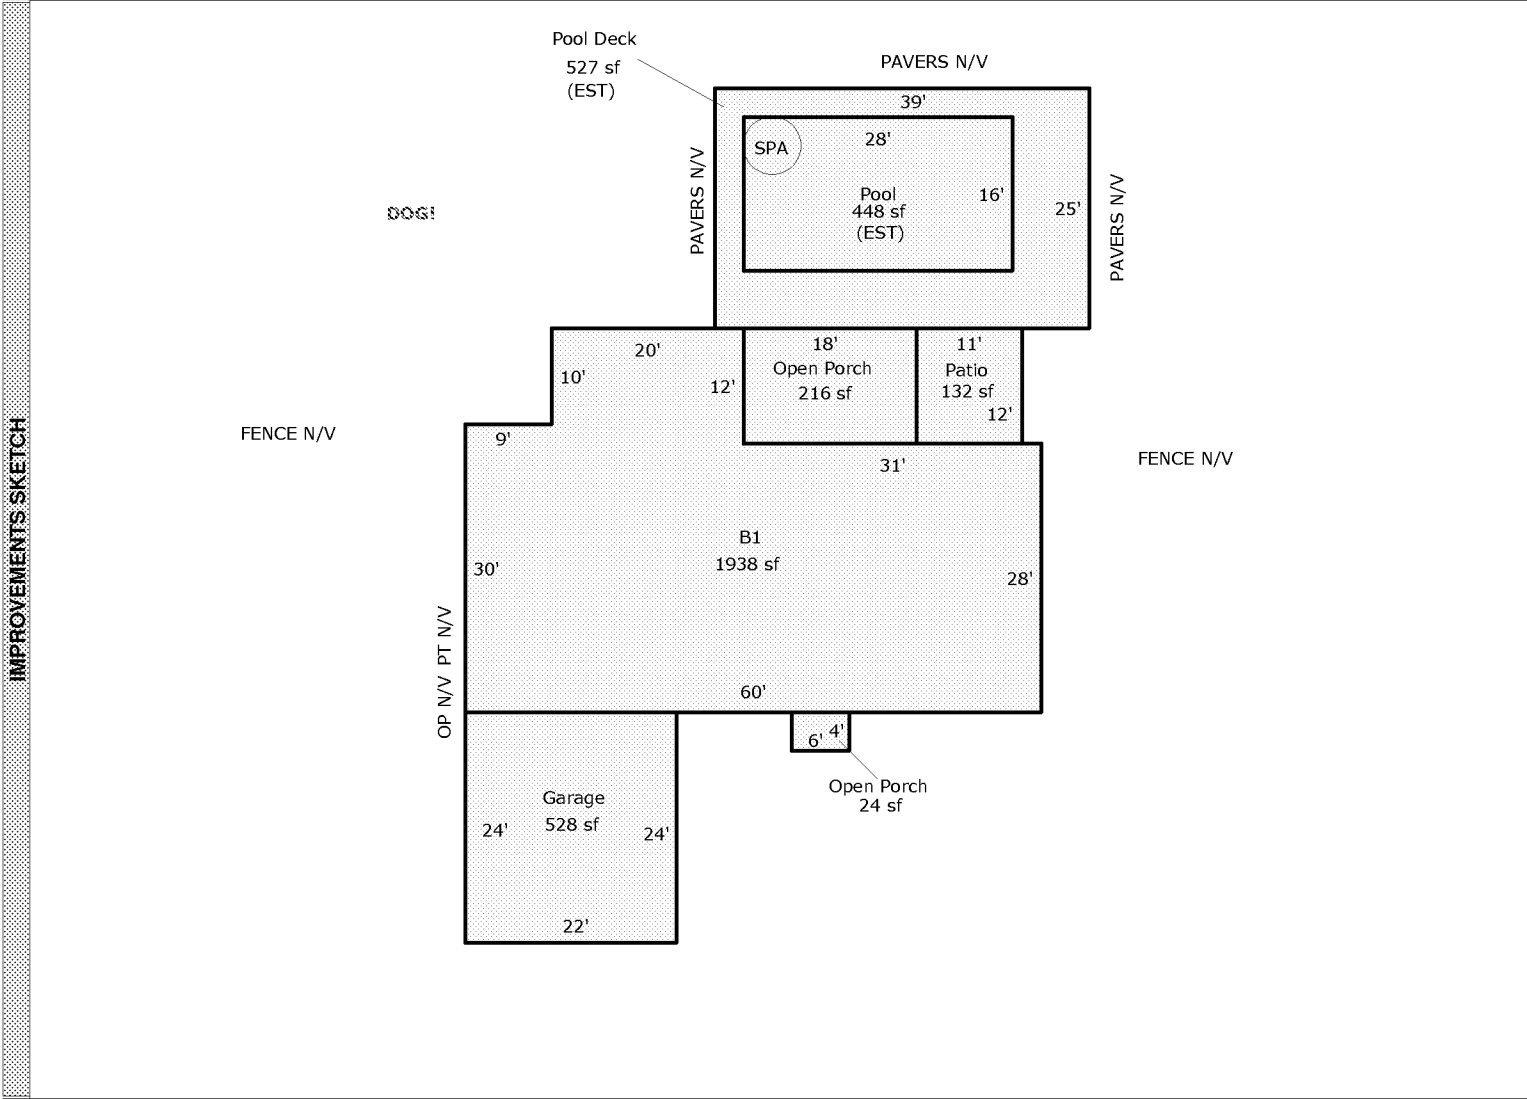 IMPROVEMENTS SKETCH
Pool Deck
527 sf
(EST)
PAVERS N/V
39'
28'
SPA
PAVERS N/V
Pool
448 sf
(EST)
16'
25'
PAVERS N/V
DOG!
20'
10'
12'
18'
Open Porch
216 sf
11'
Patio
132 sf
12'
FENCE N/V
9'
31'
FENCE N/V
B1
1938 sf
30'
28'
OP N/V PT N/V
60'
6'
4'
Open Porch
24 sf
Garage
528 sf
24'
24'
22'